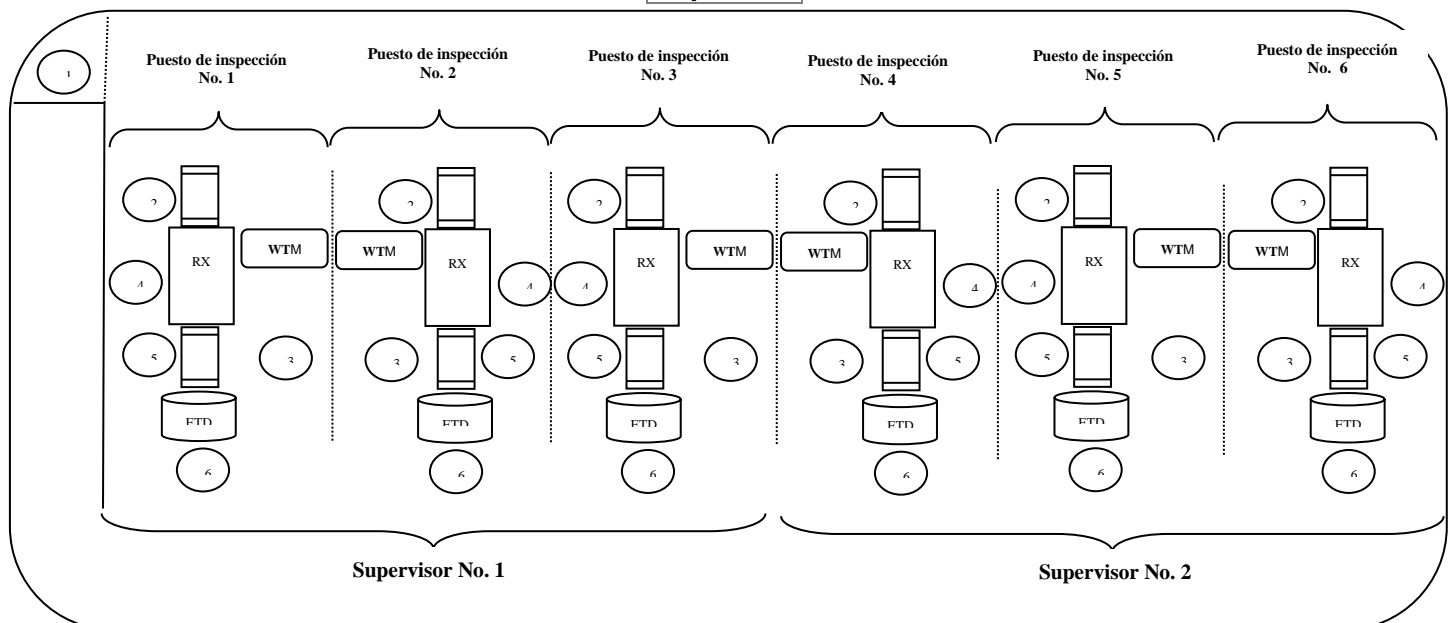 Puesto de inspección
No. 1
Puesto de inspección
No. 2
Puesto de inspección
No. 3
Puesto de inspección
No. 4
Puesto de inspección
No. 5
Puesto de inspección
No. 6
1
2
2
2
2
2
2
RX
WTM
WTM
RX
RX
WTM
WTM
RX
RX
WTM
WTM
RX
4
4
4
4
4
4
5
3
3
5
5
3
3
5
5
3
3
5
ETD
ETD
ETD
ETD
ETD
ETD
6
6
6
6
6
6
Supervisor No. 1
Supervisor No. 2